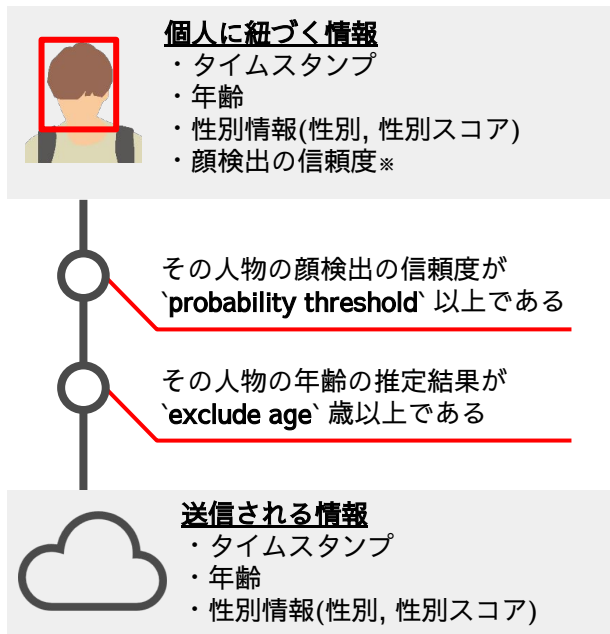 個人に紐づく情報
・タイムスタンプ
・年齢
・性別情報(性別, 性別スコア)
・顔検出の信頼度※
その人物の顔検出の信頼度が
`probability threshold` 以上である
その人物の年齢の推定結果が
`exclude age` 歳以上である
送信される情報
・タイムスタンプ
・年齢
・性別情報(性別, 性別スコア)